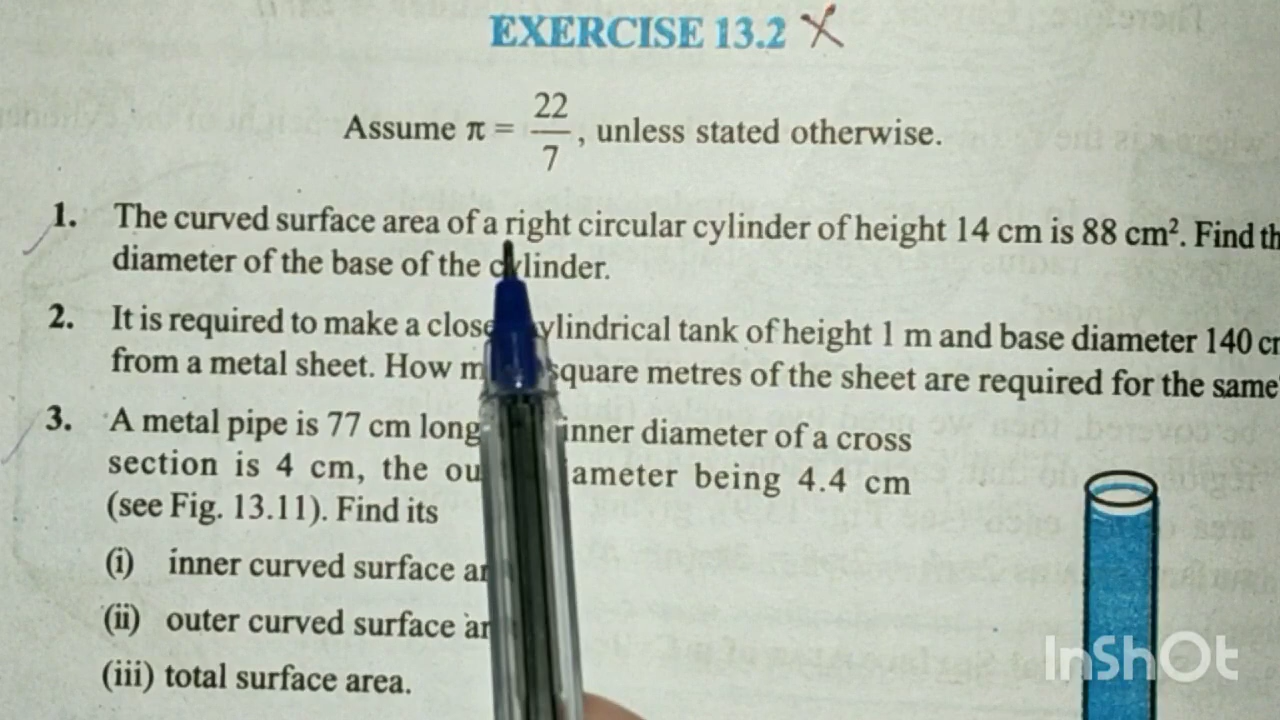 EXERCISE 13.2
Assume π = 22/7, unless stated otherwise.
1. The curved surface area of a right circular cylinder of height 14 cm is 88 cm². Find
diameter of the base of the cylinder.
2. It is required to make a cylindrical tank of height 1 m and base diameter 140
from a metal sheet. How square metres of the sheet are required for the same
3. A metal pipe is 77 cm long inner diameter of a cross
section is 4 cm, the being 4.4 cm
(see Fig. 13.11). Find its
(i) inner curved surface
(ii) outer curved surface
(iii) total surface area.
InShOt